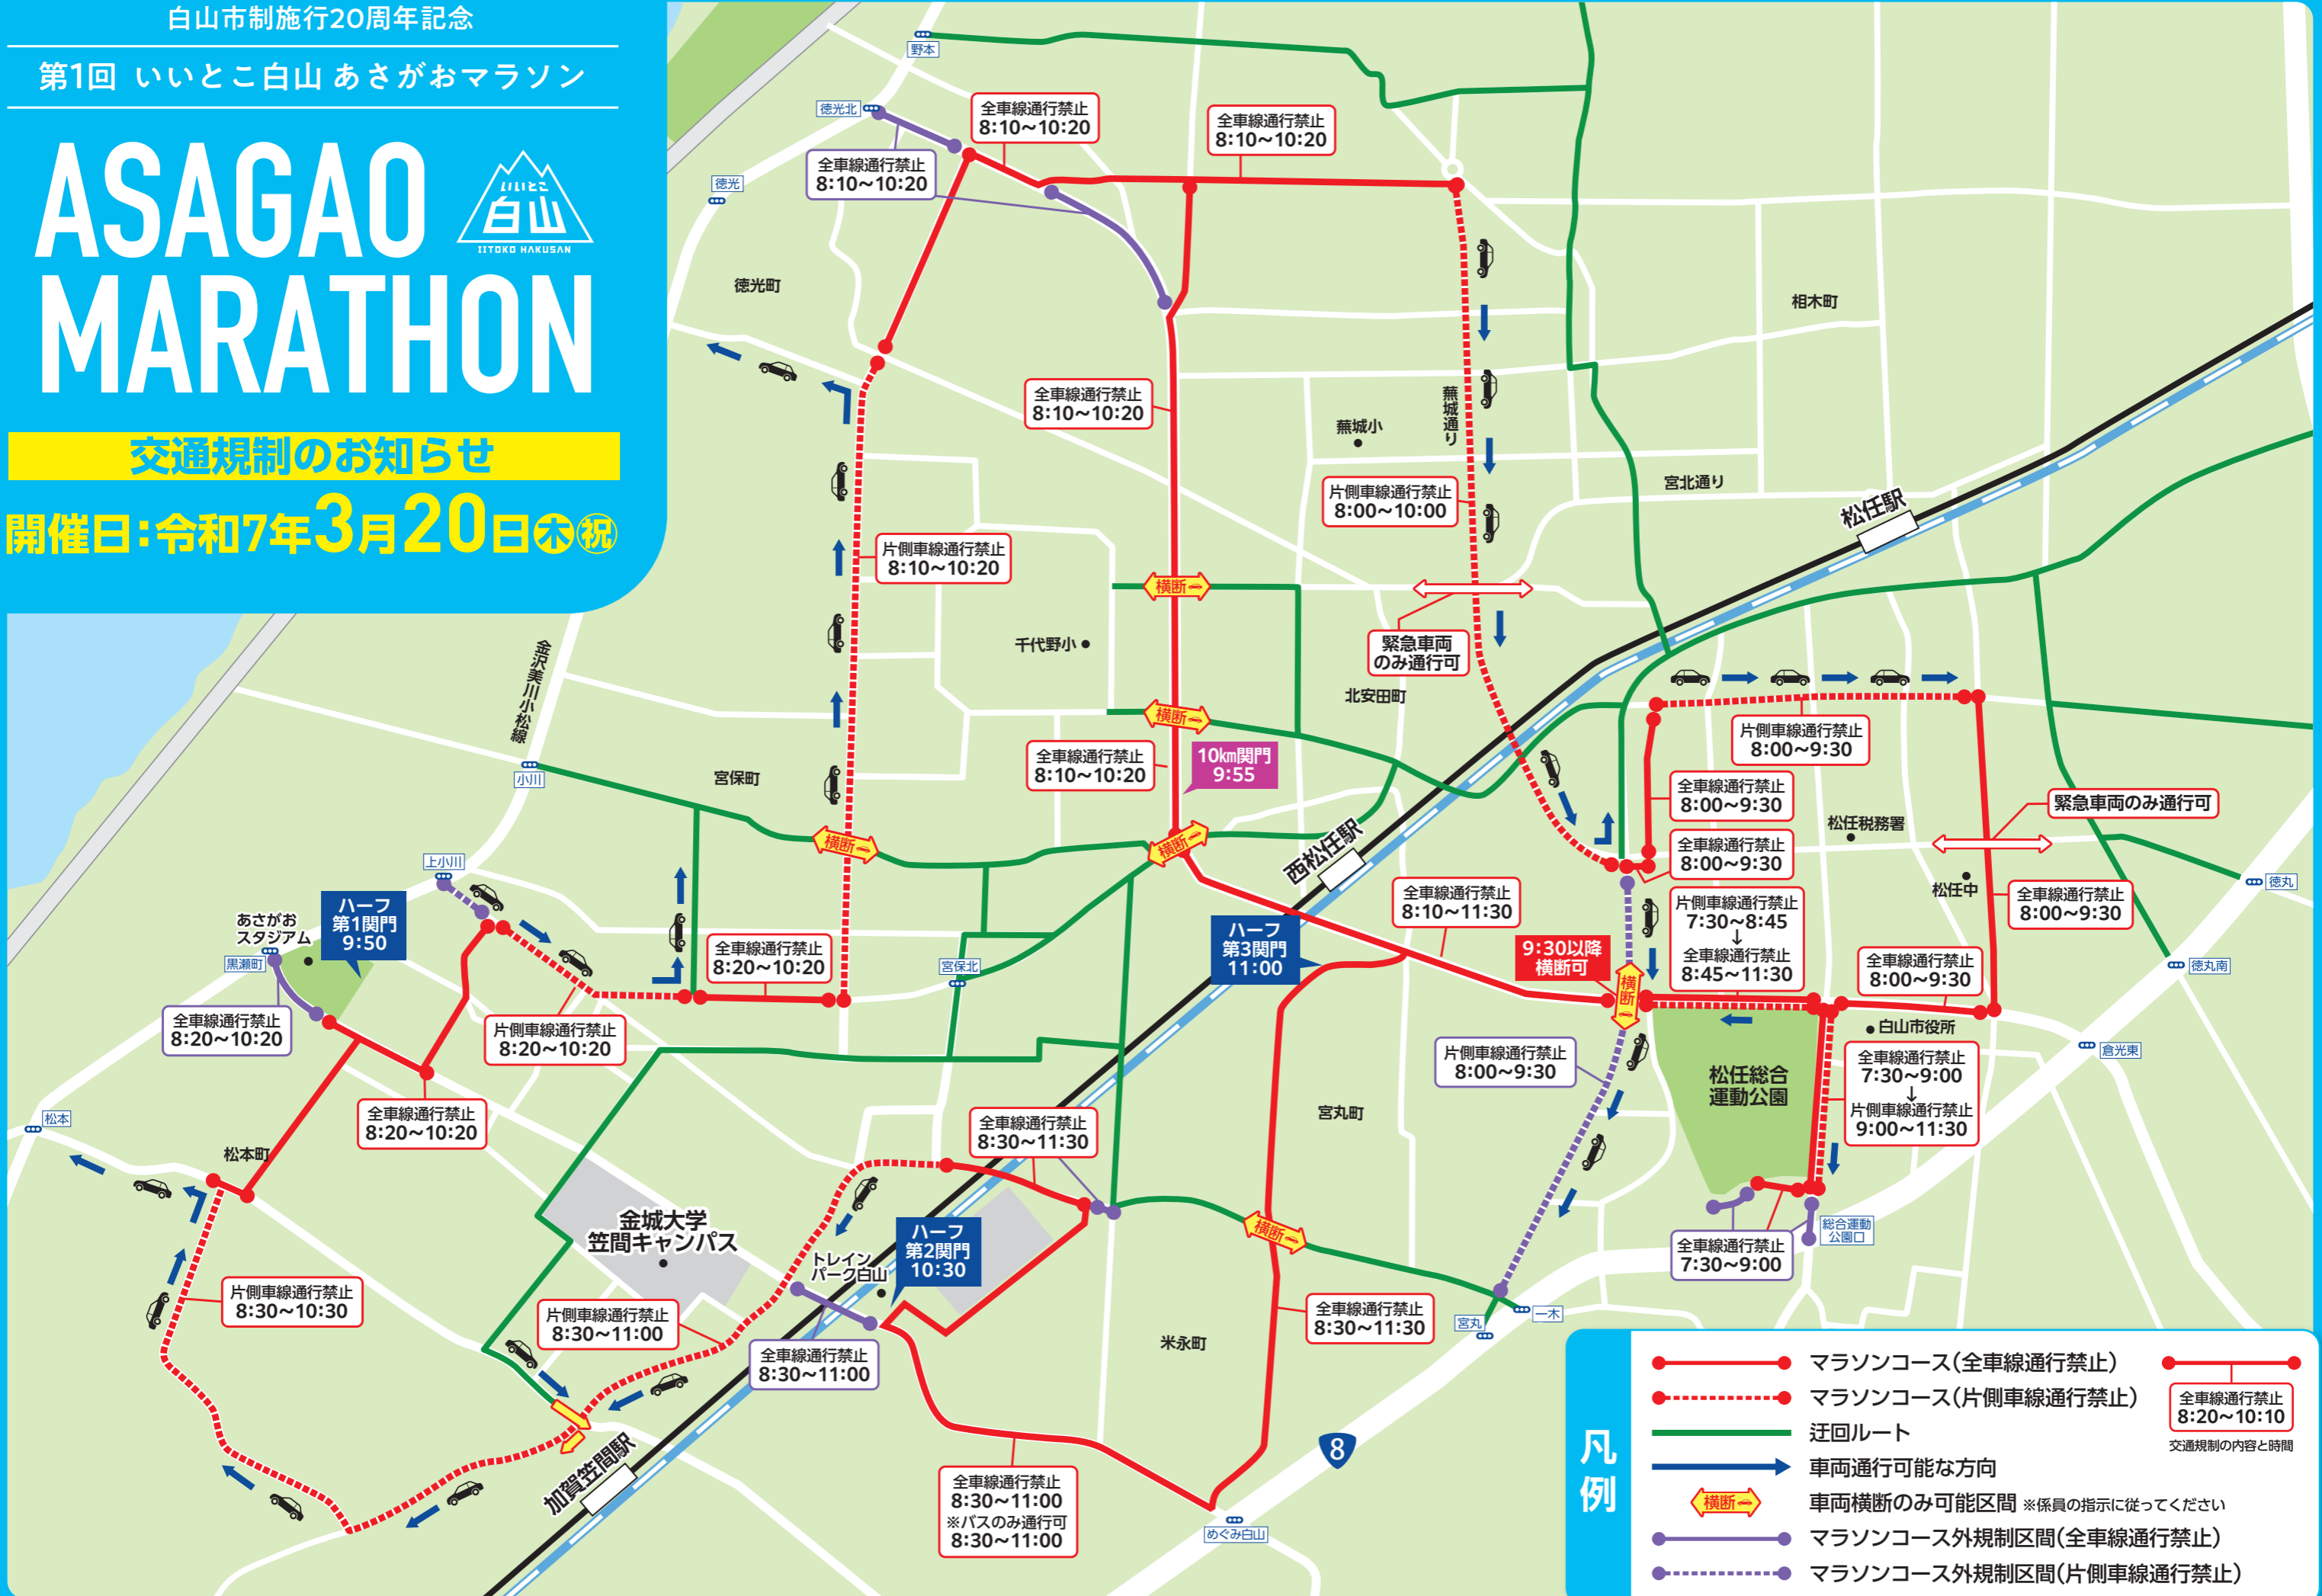 白山市制施行20周年記念
第1回 いいとこ白山 あさがおマラソン
ASAGAO
MARATHON
いいとこ
白山
IITOKO HAKUSAN
交通規制のお知らせ
開催日:令和7年3月20日木祝
野本
徳光北
全車線通行禁止
8:10~10:20
全車線通行禁止
8:10~10:20
全車線通行禁止
8:10~10:20
徳光
徳光町
相木町
全車線通行禁止
8:10~10:20
蕪城小
蕪城通り
片側車線通行禁止
8:00~10:00
宮北通り
松任駅
片側車線通行禁止
8:10~10:20
横断
千代野小
緊急車両
のみ通行可
北安田町
金沢美川小松線
横断
片側車線通行禁止
8:00~9:30
小川
宮保町
全車線通行禁止
8:10~10:20
10km関門
9:55
全車線通行禁止
8:00~9:30
緊急車両のみ通行可
松任税務署
横断
横断
西松任駅
全車線通行禁止
8:00~9:30
上小川
徳丸
松任中
全車線通行禁止
8:00~9:30
あさがお
スタジアム
ハーフ
第1関門
9:50
黒瀬町
全車線通行禁止
8:10~11:30
片側車線通行禁止
7:30~8:45
↓
全車線通行禁止
8:45~11:30
ハーフ
第3関門
11:00
9:30以降
横断可
横断
全車線通行禁止
8:20~10:20
宮保北
全車線通行禁止
8:00~9:30
徳丸南
全車線通行禁止
8:20~10:20
片側車線通行禁止
8:20~10:20
白山市役所
倉光東
片側車線通行禁止
8:00~9:30
松任総合
運動公園
全車線通行禁止
7:30~9:00
↓
片側車線通行禁止
9:00~11:30
松本
全車線通行禁止
8:20~10:20
全車線通行禁止
8:30~11:30
宮丸町
松本町
金城大学
笠間キャンパス
ハーフ
第2関門
10:30
トレイン
パーク白山
横断
総合運動
公園口
全車線通行禁止
7:30~9:00
片側車線通行禁止
8:30~10:30
片側車線通行禁止
8:30~11:00
全車線通行禁止
8:30~11:00
米永町
全車線通行禁止
8:30~11:30
宮丸
一木
加賀笠間駅
全車線通行禁止
8:30~11:00
※バスのみ通行可
8:30~11:00
めぐみ白山
8
凡例
マラソンコース(全車線通行禁止)
マラソンコース(片側車線通行禁止)
全車線通行禁止
8:20~10:10
交通規制の内容と時間
迂回ルート
車両通行可能な方向
横断
車両横断のみ可能区間 ※係員の指示に従ってください
マラソンコース外規制区間(全車線通行禁止)
マラソンコース外規制区間(片側車線通行禁止)